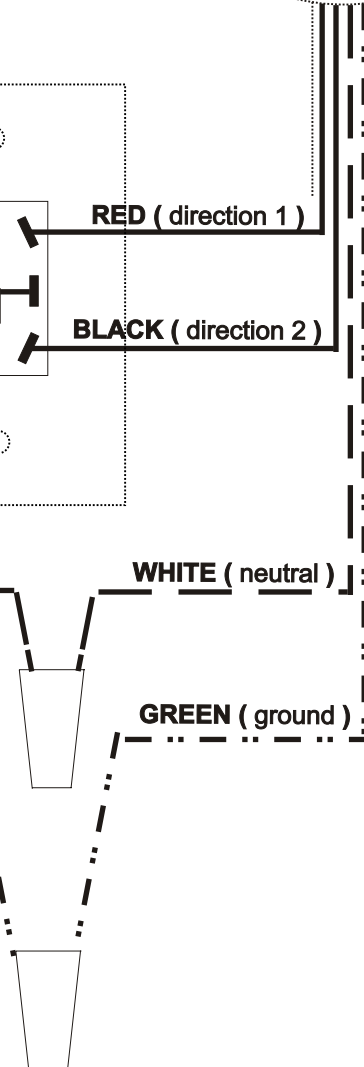 RED ( direction 1 )
BLACK ( direction 2 )
WHITE ( neutral )
GREEN ( ground )